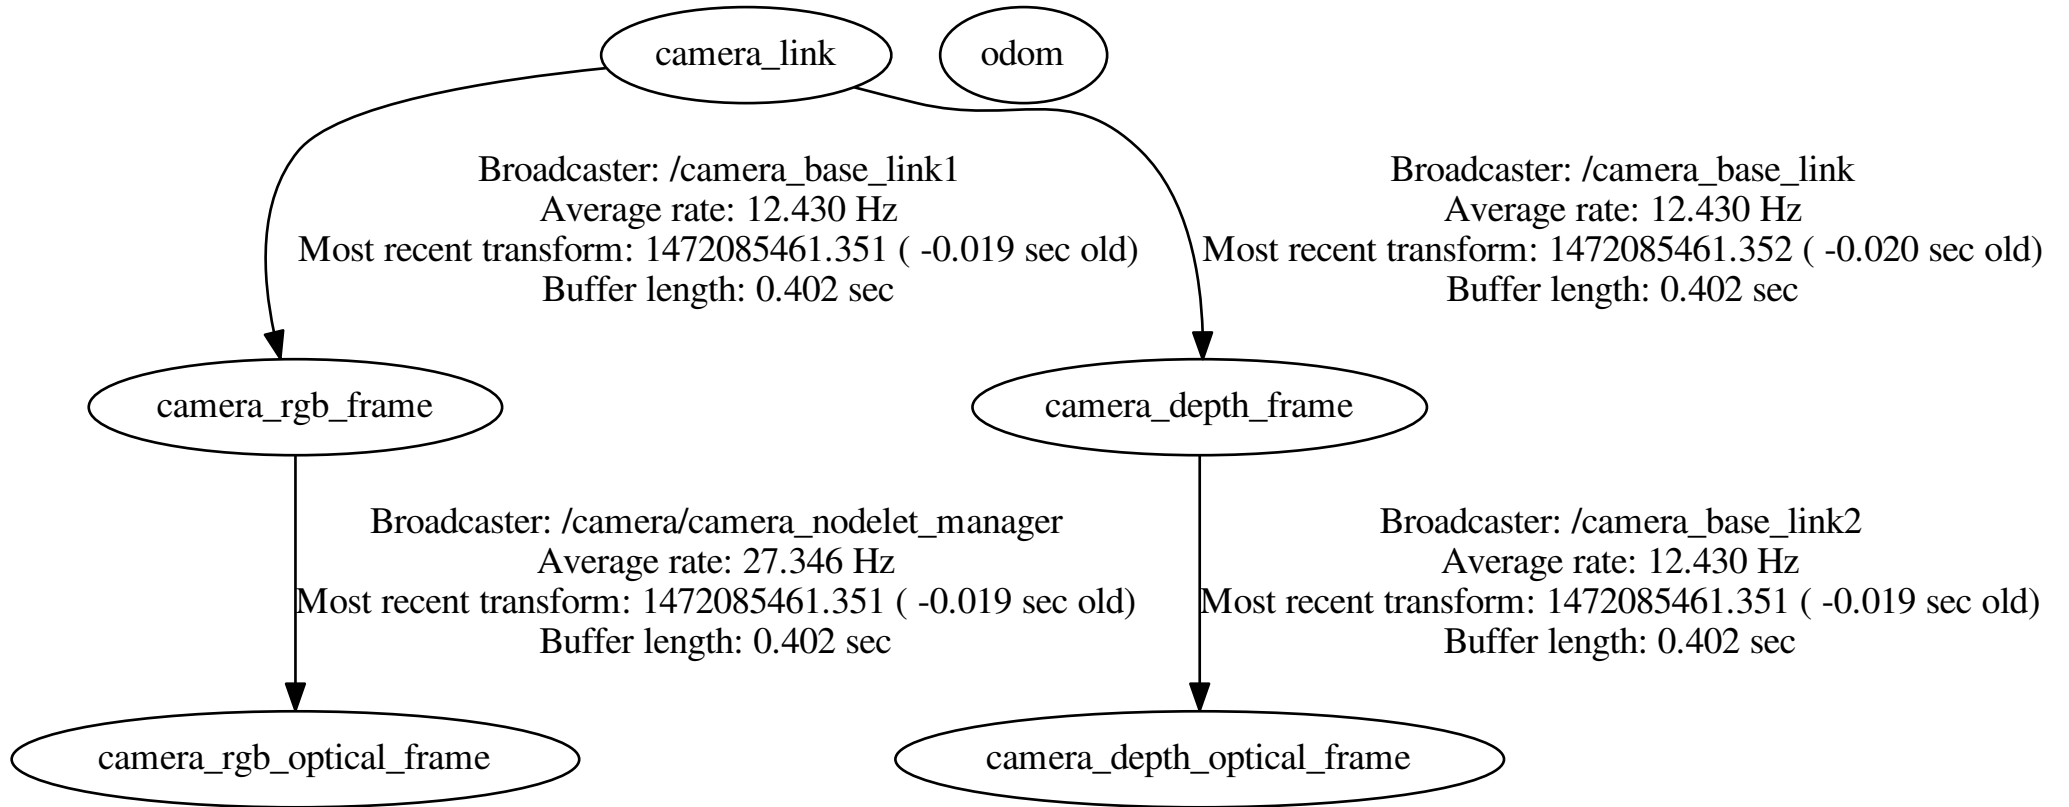 camera_link
odom
Broadcaster: /camera_base_link1
Average rate: 12.430 Hz
Most recent transform: 1472085461.351 ( -0.019 sec old)
Buffer length: 0.402 sec
Broadcaster: /camera_base_link
Average rate: 12.430 Hz
Most recent transform: 1472085461.352 ( -0.020 sec old)
Buffer length: 0.402 sec
camera_rgb_frame
camera_depth_frame
Broadcaster: /camera/camera_nodelet_manager
Average rate: 27.346 Hz
Most recent transform: 1472085461.351 ( -0.019 sec old)
Buffer length: 0.402 sec
Broadcaster: /camera_base_link2
Average rate: 12.430 Hz
Most recent transform: 1472085461.351 ( -0.019 sec old)
Buffer length: 0.402 sec
camera_rgb_optical_frame
camera_depth_optical_frame